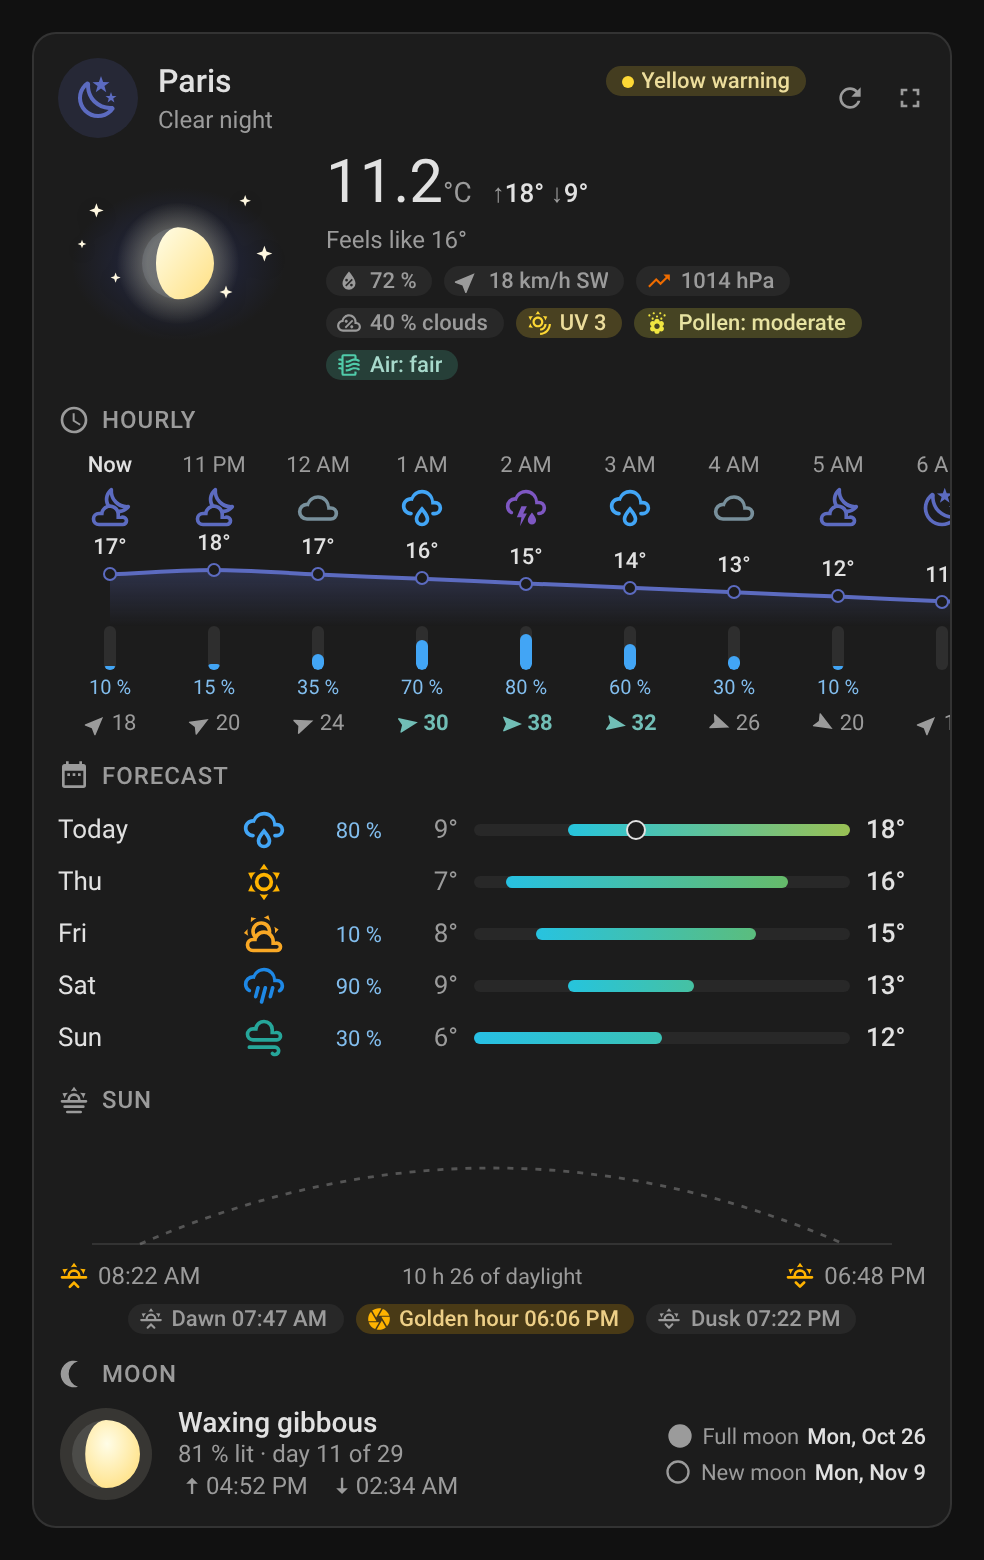 Paris
Clear night
Yellow warning
11.2°C ↑18° ↓9°
Feels like 16°
72 % 18 km/h SW 1014 hPa
40 % clouds UV 3 Pollen: moderate
Air: fair
HOURLY
Now 11 PM 12 AM 1 AM 2 AM 3 AM 4 AM 5 AM 6 A
17° 18° 17° 16° 15° 14° 13° 12° 11
10 % 15 % 35 % 70 % 80 % 60 % 30 % 10 %
18 20 24 30 38 32 26 20 1
FORECAST
Today 80 % 9° 18°
Thu 7° 16°
Fri 10 % 8° 15°
Sat 90 % 9° 13°
Sun 30 % 6° 12°
SUN
08:22 AM 10 h 26 of daylight 06:48 PM
Dawn 07:47 AM Golden hour 06:06 PM Dusk 07:22 PM
MOON
Waxing gibbous
81 % lit · day 11 of 29
↑ 04:52 PM ↓ 02:34 AM
Full moon Mon, Oct 26
New moon Mon, Nov 9